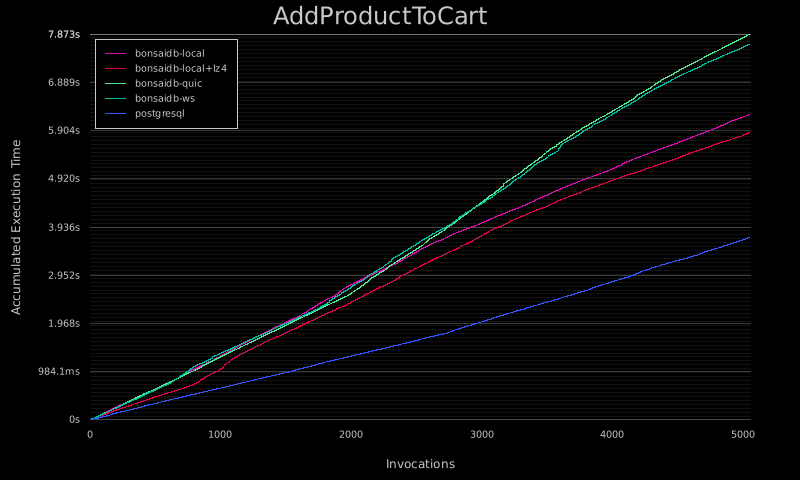 AddProductToCart
7.873s
bonsaidb-local
bonsaidb-local+lz4
bonsaidb-quic
bonsaidb-ws
postgresql
6.889s
5.904s
4.920s
3.936s
2.952s
1.968s
984.1ms
0s
Accumulated Execution Time
0 1000 2000 3000 4000 5000
Invocations